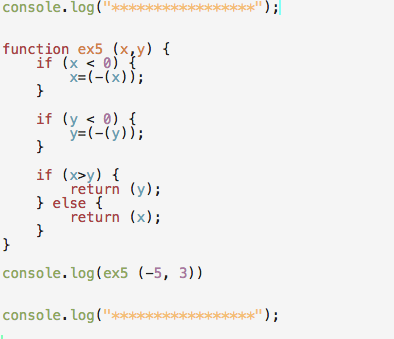 console.log("*****************");
function ex5 (x,y) {
    if (x < 0) {
        x=(-(x));
    }
    if (y < 0) {
        y=(-(y));
    }
    if (x>y) {
        return (y);
    } else {
        return (x);
    }
}
console.log(ex5 (-5, 3))
console.log("*****************");